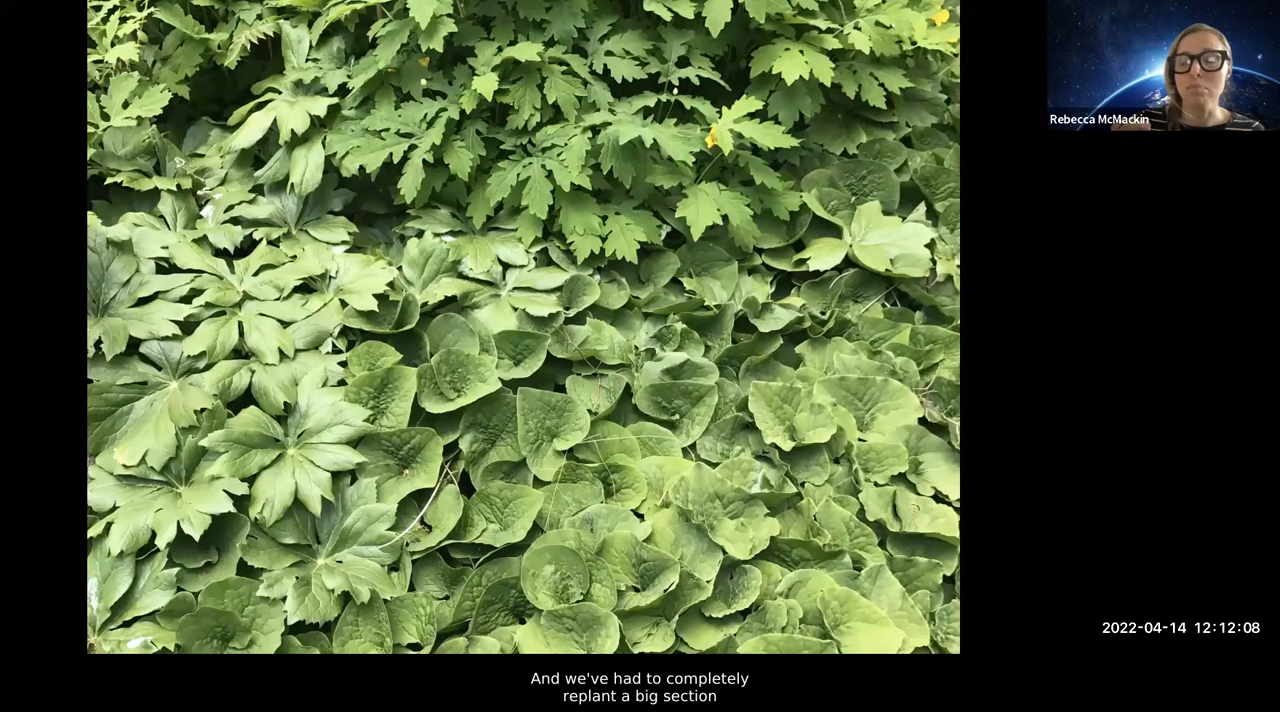 Rebecca McMackin
2022-04-14 12:12:08
And we've had to completely
replant a big section